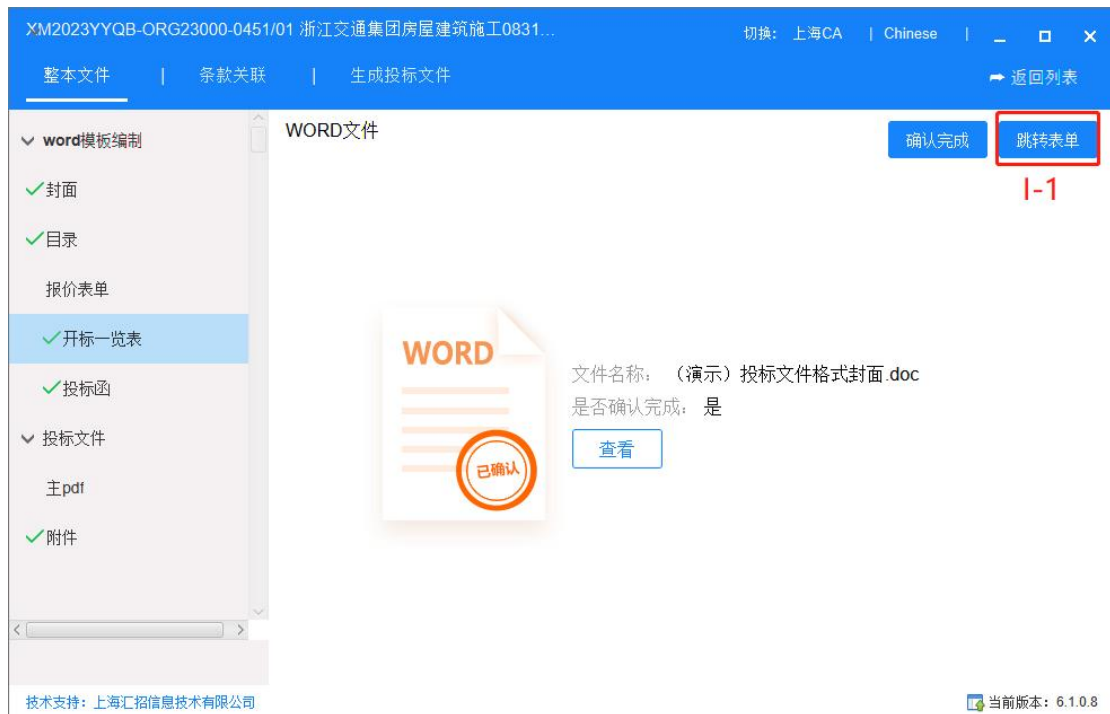 XM2023YYQB-ORG23000-0451/01 浙江交通集团房屋建筑施工0831... 切换: 上海CA | Chinese |
整本文件 | 条款关联 | 生成投标文件 返回列表
word模板编制
WORD文件 确认完成 跳转表单
I-1
封面
目录
报价表单
开标一览表
投标函
投标文件
主pdf
附件
WORD
已确认
文件名称: (演示)投标文件格式封面.doc
是否确认完成: 是
查看
技术支持:上海汇招信息技术有限公司 当前版本:6.1.0.8